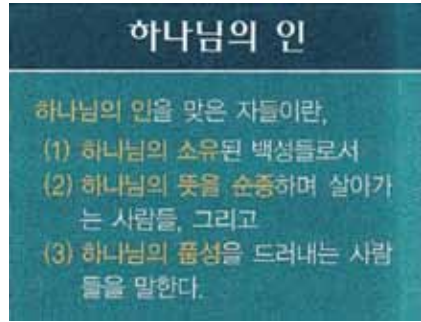 하나님의 인
하나님의 인을 맞은 자들이란,
(1) 하나님의 소유된 백성들로서
(2) 하나님의 뜻을 순종하며 살아가
는 사람들, 그리고
(3) 하나님의 품성을 드러내는 사람
들을 말한다.